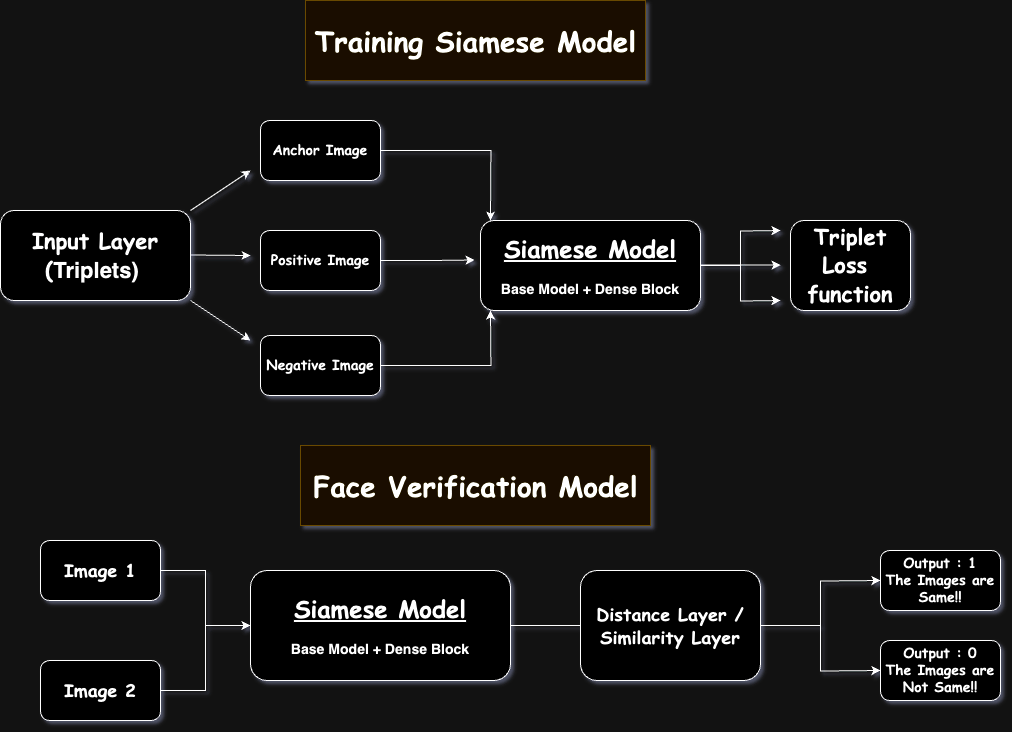 Training Siamese Model
Anchor Image
Input Layer
(Triplets)
Positive Image
Negative Image
Siamese Model
Base Model + Dense Block
Triplet
Loss
function
Face Verification Model
Image 1
Image 2
Siamese Model
Base Model + Dense Block
Distance Layer /
Similarity Layer
Output : 1
The Images are
Same!!
Output : 0
The Images are
Not Same!!